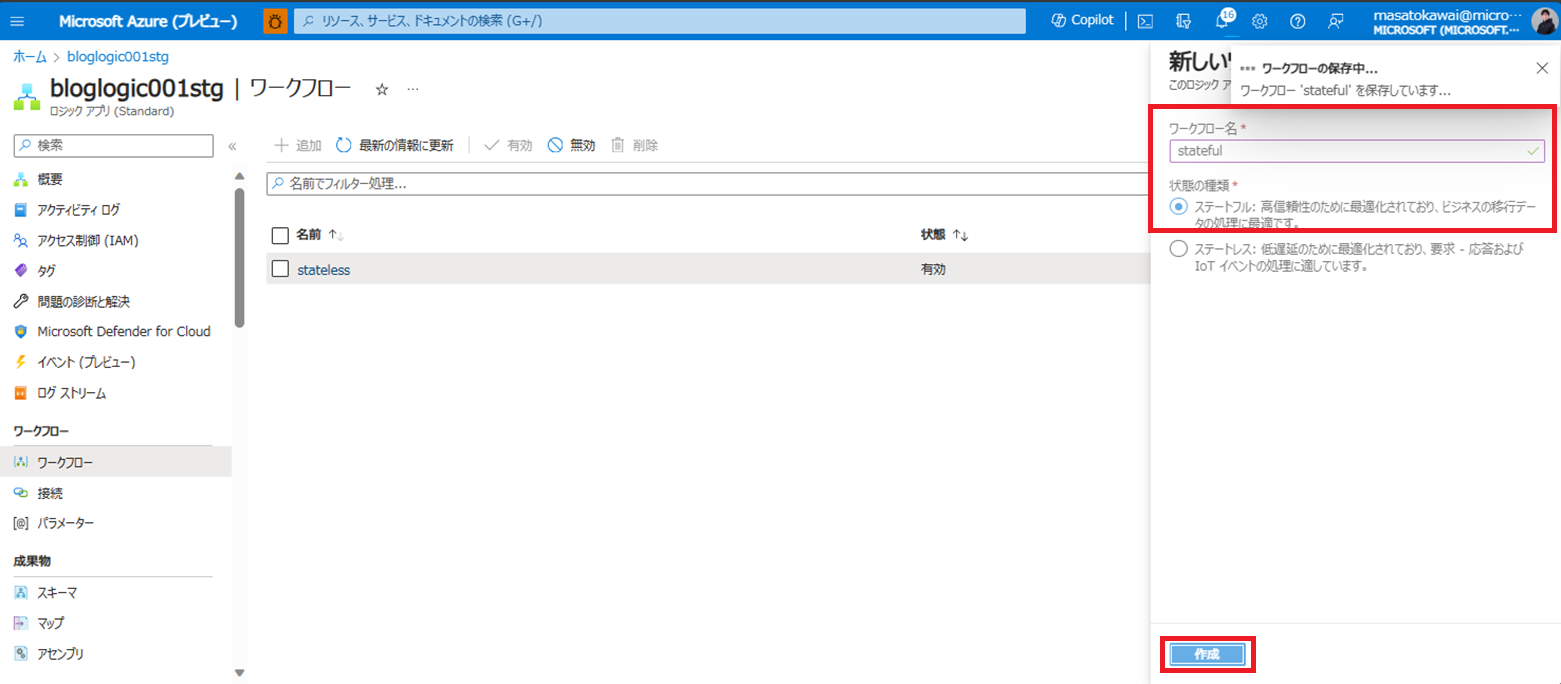 Microsoft Azure (プレビュー)
リソース、サービス、ドキュメントの検索 (G+/)
Copilot
16
masatokawai@micro…
MICROSOFT (MICROSOFT....
ホーム > bloglogic001stg
bloglogic001stg | ワークフロー ☆ …
ロジック アプリ (Standard)
検索
«
概要
アクティビティ ログ
アクセス制御 (IAM)
タグ
問題の診断と解決
Microsoft Defender for Cloud
イベント (プレビュー)
ログ ストリーム
ワークフロー
ワークフロー
接続
[@] パラメーター
成果物
スキーマ
マップ
アセンブリ
+ 追加
最新の情報に更新
有効
無効
削除
名前でフィルター処理...
名前 ↑↓
状態 ↑↓
stateless
有効
新しい
このロジック ア
ワークフローの保存中...
ワークフロー 'stateful' を保存しています...
ワークフロー名 *
stateful
状態の種類 *
ステートフル: 高信頼性のために最適化されており、ビジネスの移行デー
タの処理に最適です。
ステートレス: 低遅延のために最適化されており、要求 - 応答および
IoT イベントの処理に適しています。
作成